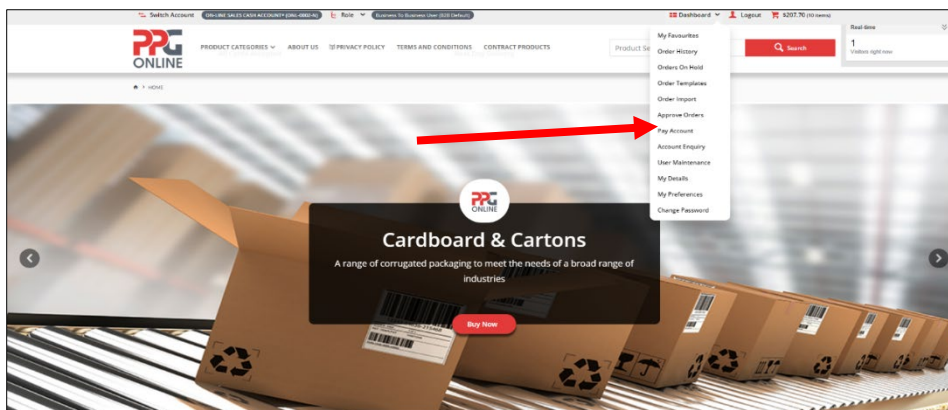 Switch Account ON-LINE SALES CASH ACCOUNT* (ONL-0002-N) Role Business To Business User (B2B Default) Dashboard Logout $207.70 (10 items)
Real-time
1
Visitors right now
PPG
ONLINE
PRODUCT CATEGORIES ABOUT US PRIVACY POLICY TERMS AND CONDITIONS CONTRACT PRODUCTS Product Se Search
> HOME
My Favourites
Order History
Orders On Hold
Order Templates
Order Import
Approve Orders
Pay Account
Account Enquiry
User Maintenance
My Details
My Preferences
Change Password
PPG
ONLINE
Cardboard & Cartons
A range of corrugated packaging to meet the needs of a broad range of
industries
Buy Now